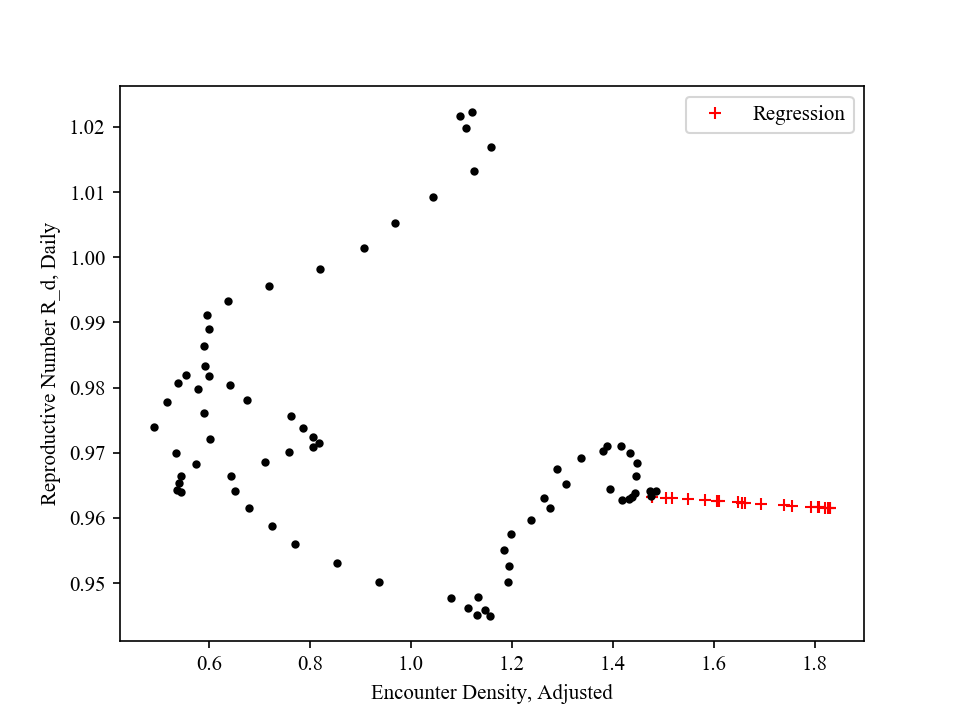 Regression
1.02
1.01
1.00
0.99
0.98
0.97
0.96
0.95
Reproductive Number R_d, Daily
0.6 0.8 1.0 1.2 1.4 1.6 1.8
Encounter Density, Adjusted